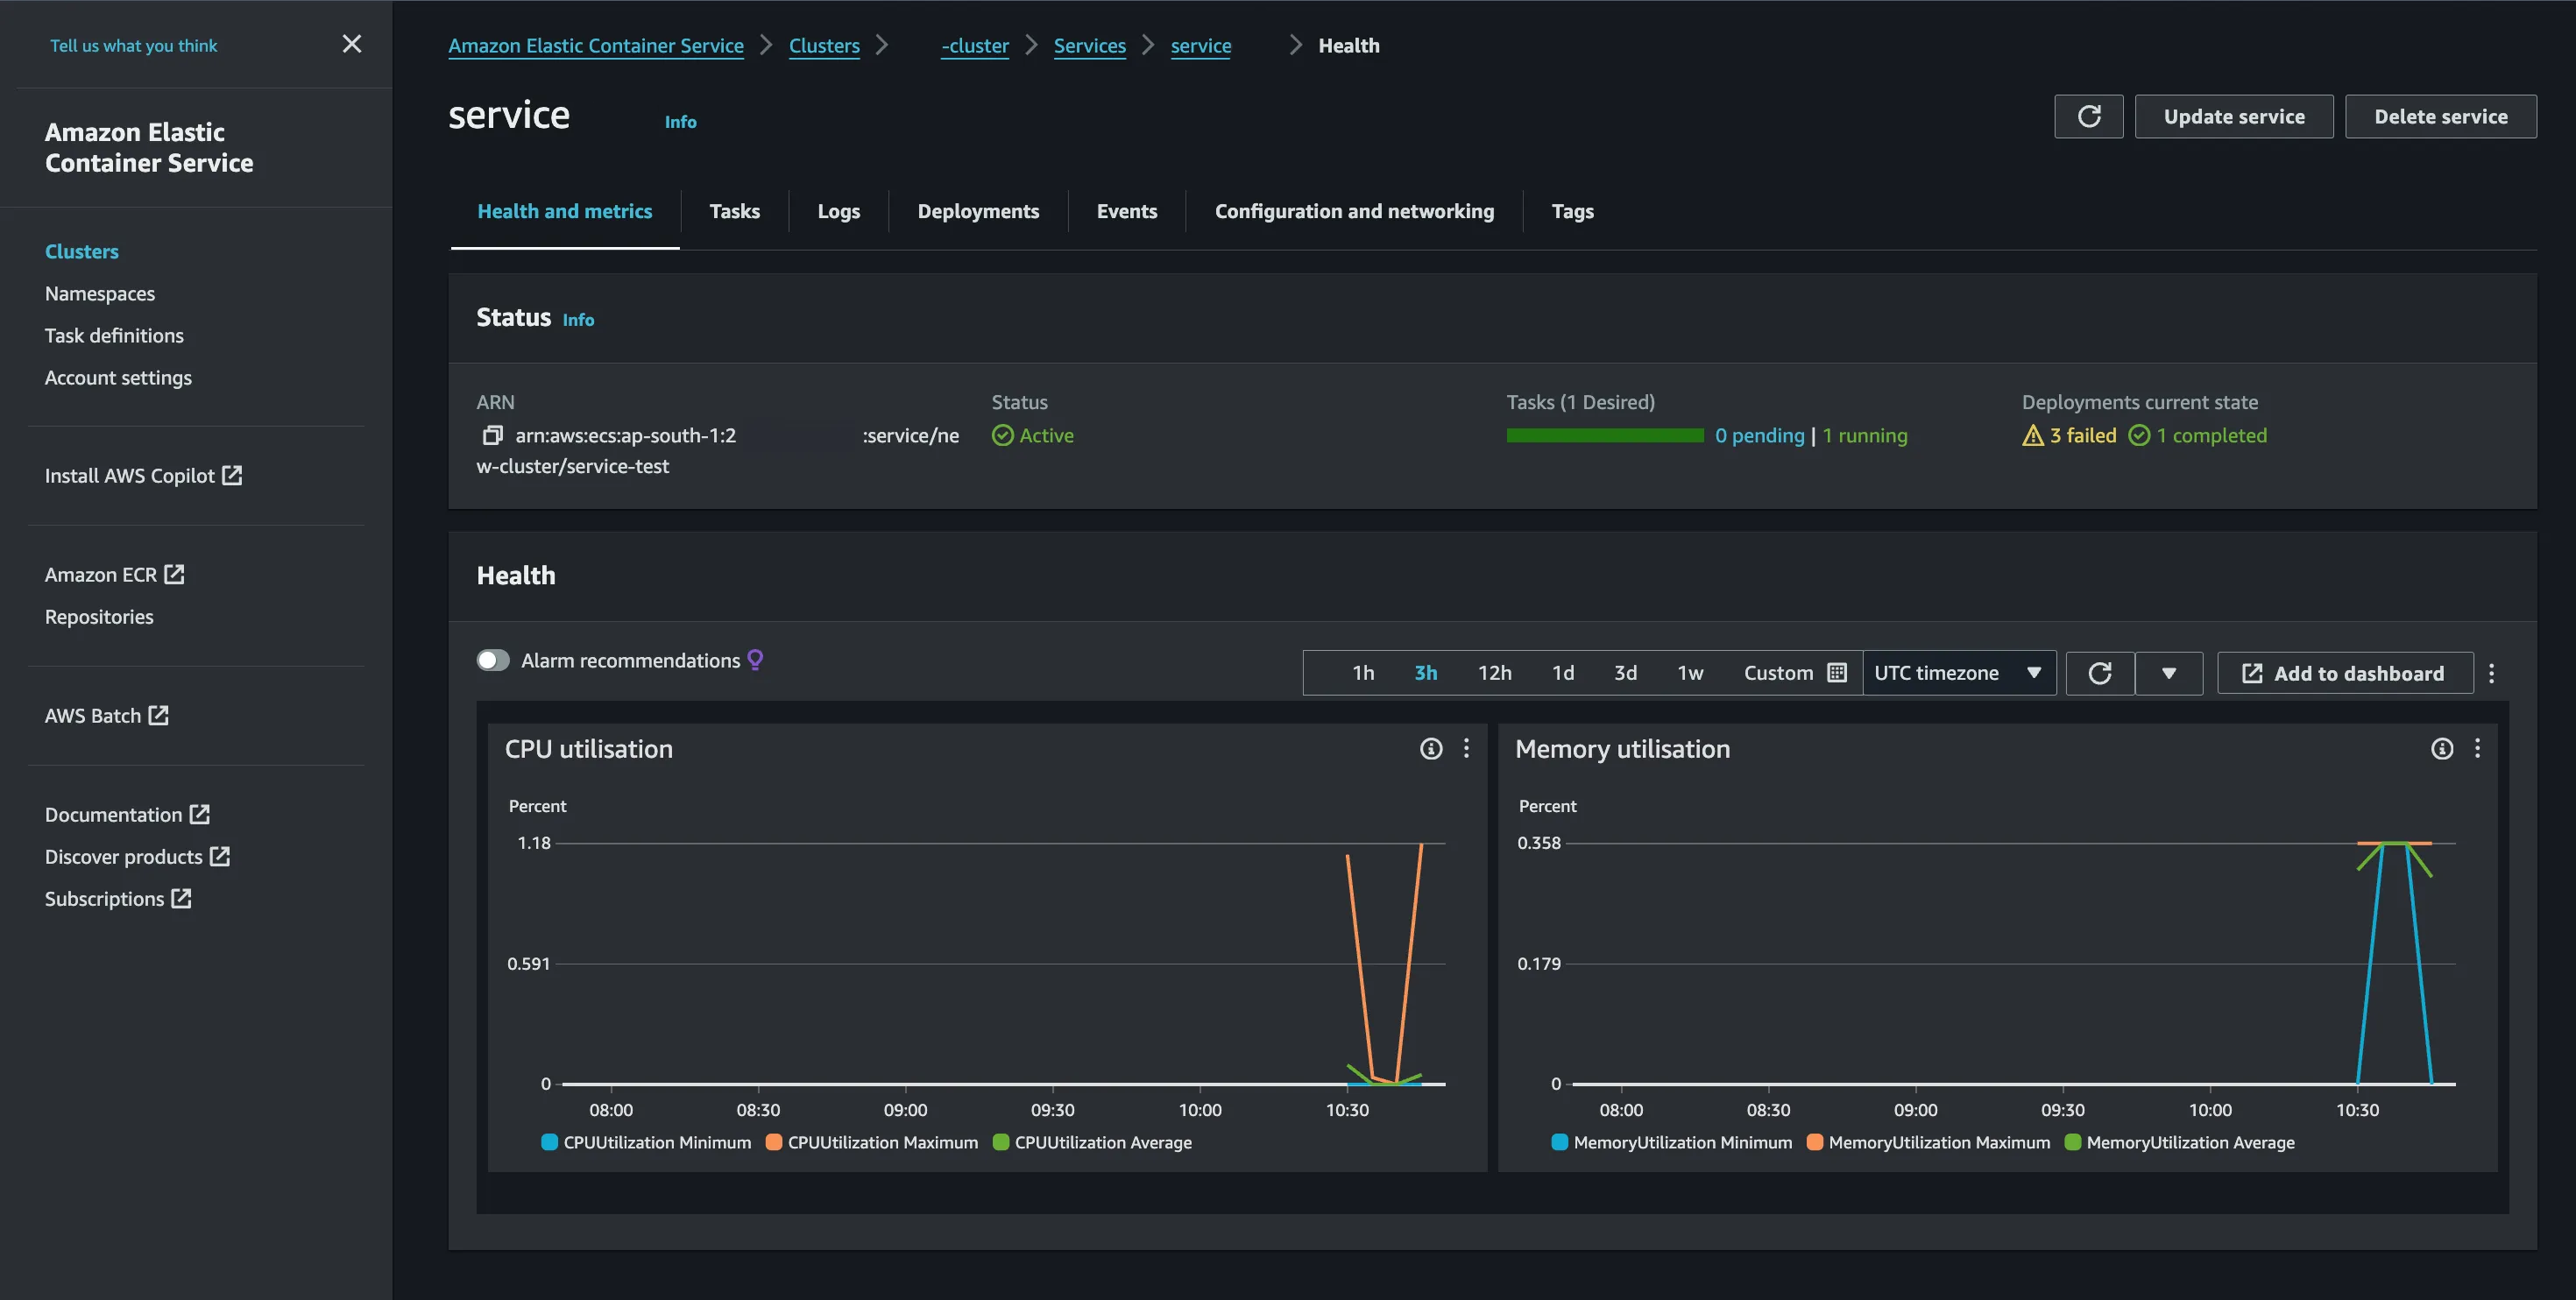 Tell us what you think
Amazon Elastic
Container Service
Clusters
Namespaces
Task definitions
Account settings
Install AWS Copilot
Amazon ECR
Repositories
AWS Batch
Documentation
Discover products
Subscriptions
Amazon Elastic Container Service > Clusters > -cluster > Services > service > Health
service Info
Update service Delete service
Health and metrics Tasks Logs Deployments Events Configuration and networking Tags
Status Info
ARN
arn:aws:ecs:ap-south-1:2 :service/ne
w-cluster/service-test
Status
Active
Tasks (1 Desired)
0 pending | 1 running
Deployments current state
3 failed 1 completed
Health
Alarm recommendations
1h 3h 12h 1d 3d 1w Custom UTC timezone Add to dashboard
CPU utilisation
Percent
1.18
0.591
0
08:00 08:30 09:00 09:30 10:00 10:30
CPUUtilization Minimum CPUUtilization Maximum CPUUtilization Average
Memory utilisation
Percent
0.358
0.179
0
08:00 08:30 09:00 09:30 10:00 10:30
MemoryUtilization Minimum MemoryUtilization Maximum MemoryUtilization Average